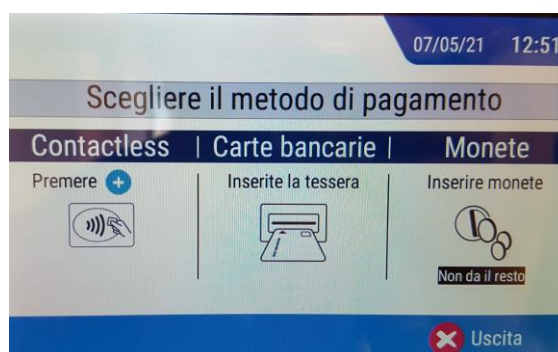 07/05/21 12:51
Scegliere il metodo di pagamento
Contactless | Carte bancarie | Monete
Premere + Inserite la tessera Inserire monete
Non da il resto
Uscita